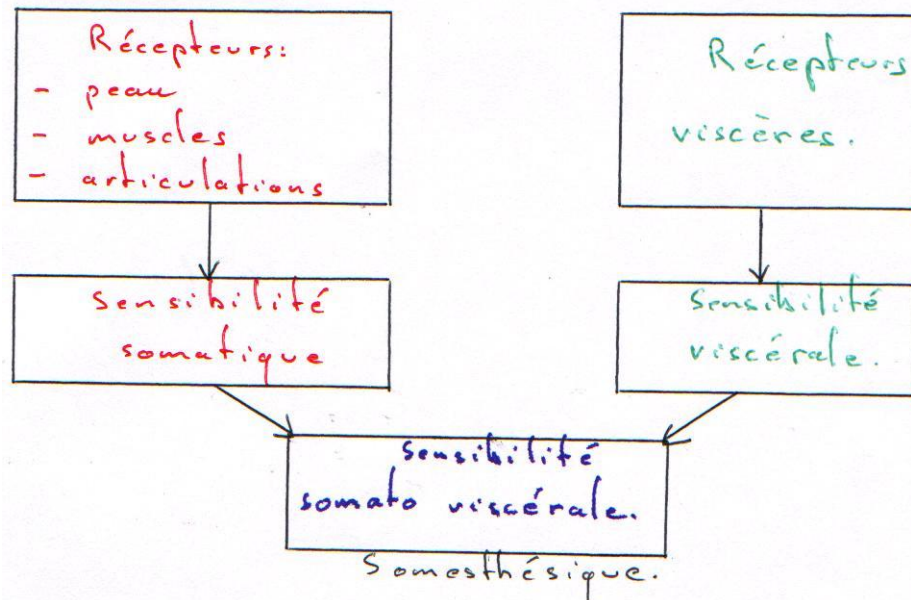 Récepteurs:
- peau
- muscles
- articulations
Récepteurs
viscères.
sensibilité
somatique
sensibilité
viscérale.
sensibilité
somato viscérale.
Somesthésique.